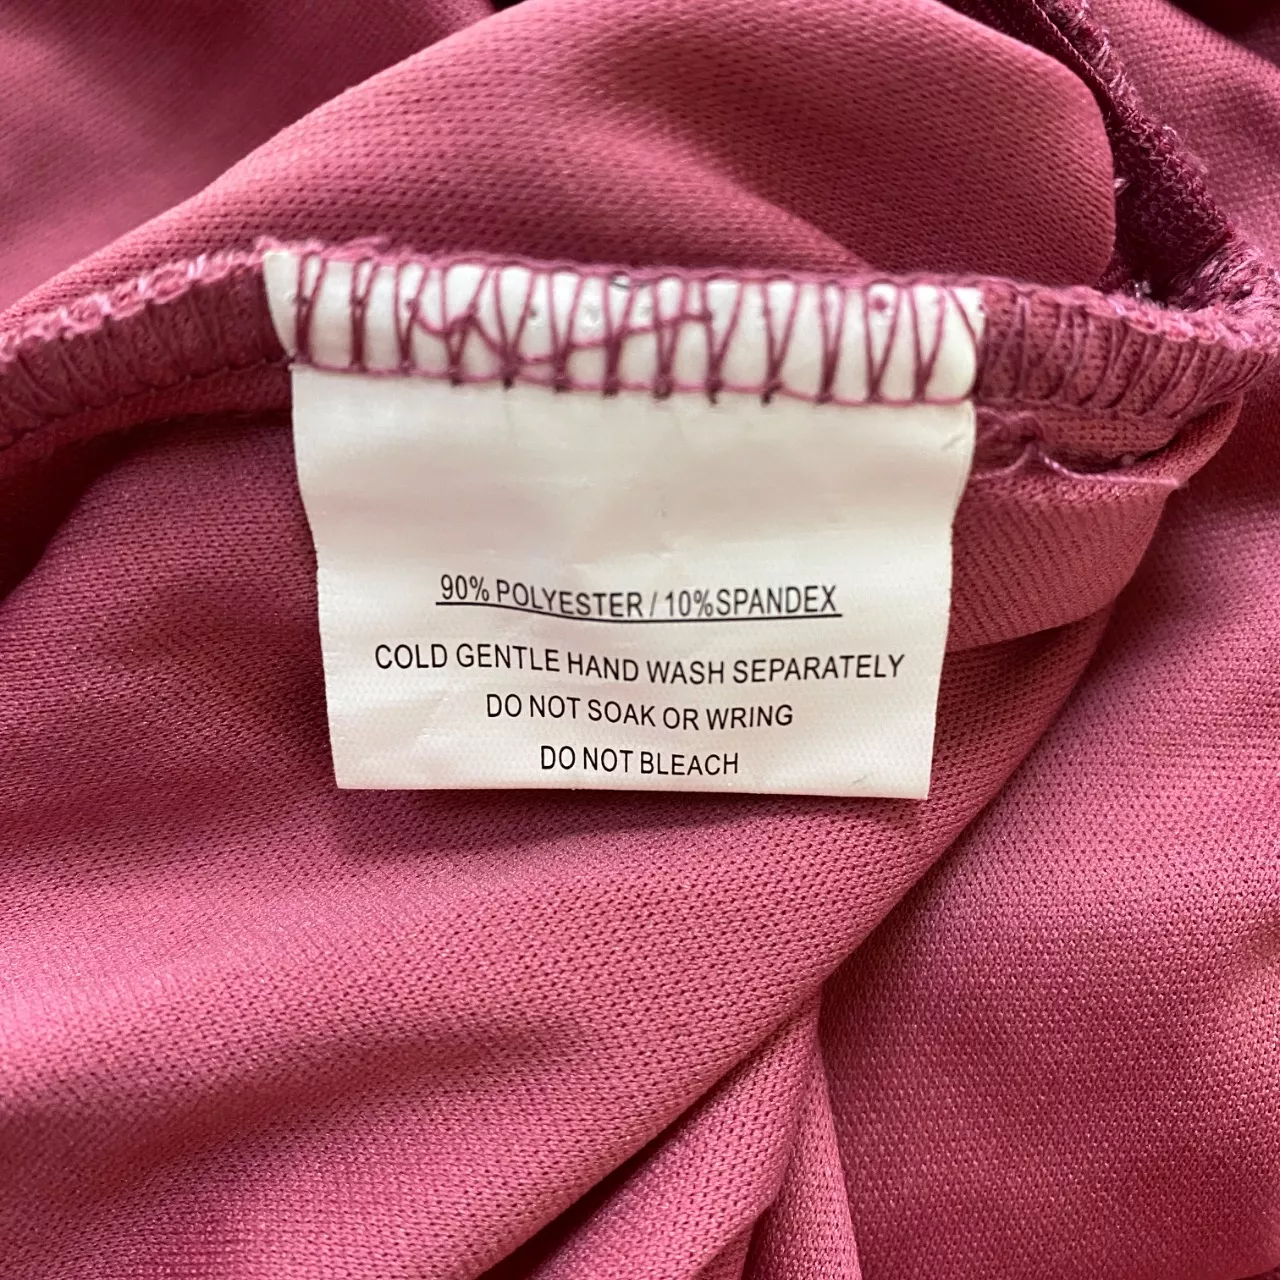 90% POLYESTER / 10%SPANDEX
COLD GENTLE HAND WASH SEPARATELY
DO NOT SOAK OR WRING
DO NOT BLEACH